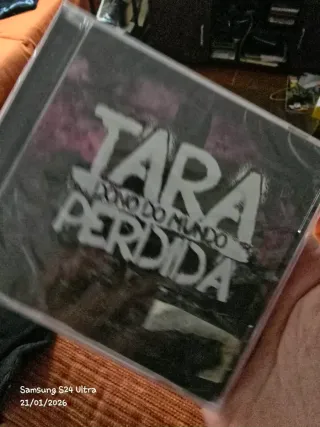 TARA
DONO DO MUNDO
PERDIDA
Samsung S24 Ultra
21/01/2026